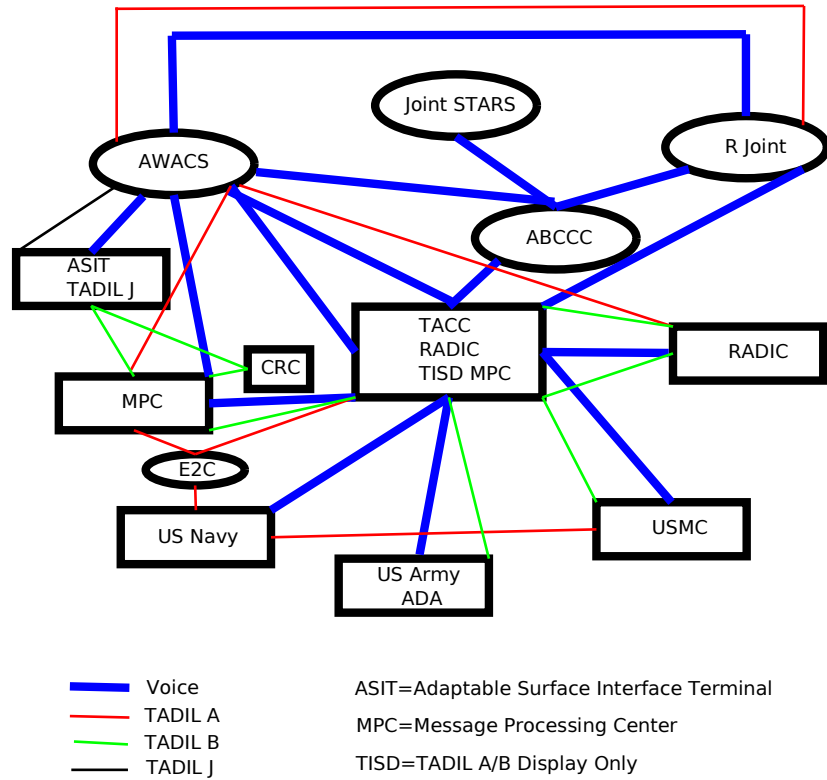 Joint STARS
R Joint
AWACS
ABCCC
ASIT
TADIL J
TACC
RADIC
TISD MPC
RADIC
CRC
MPC
E2C
US Navy
USMC
US Army
ADA
Voice
TADIL A
TADIL B
TADIL J
ASIT=Adaptable Surface Interface Terminal
MPC=Message Processing Center
TISD=TADIL A/B Display Only